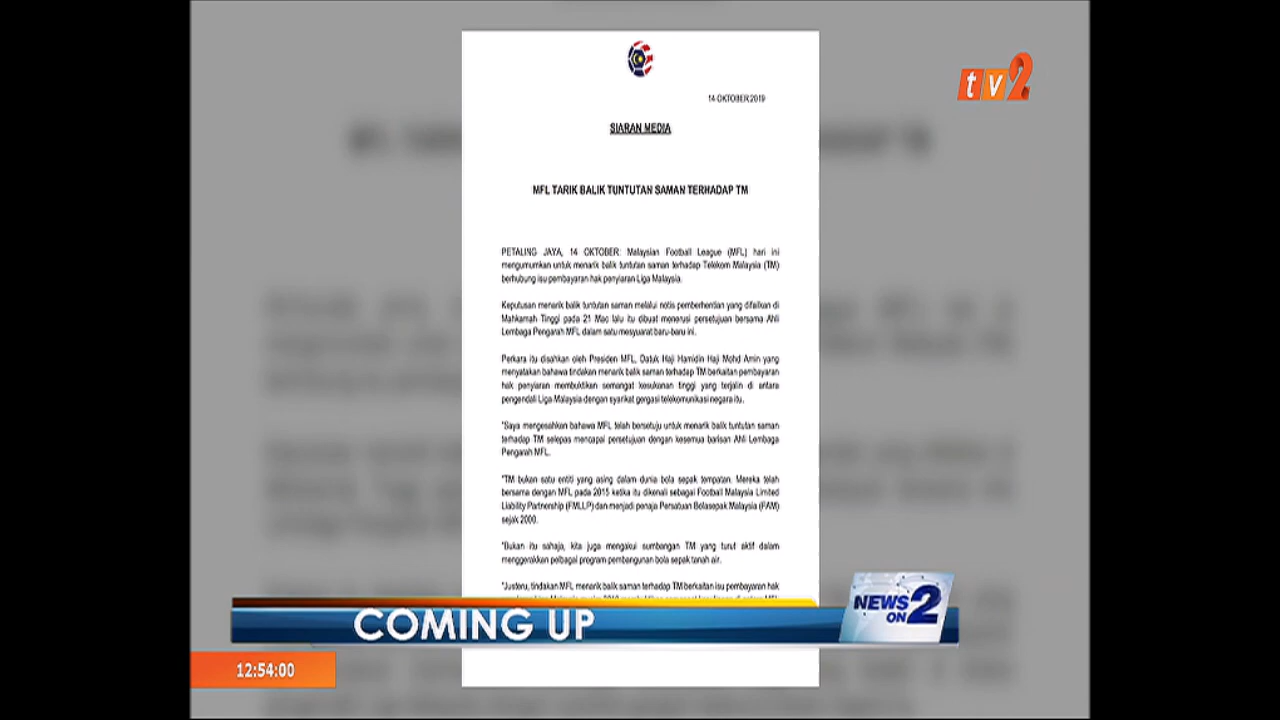 tv2
14 OKTOBER 2019
SIARAN MEDIA
MFL TARIK BALIK TUNTUTAN SAMAN TERHADAP TM
PETALING JAYA, 14 OKTOBER: Malaysian Football League (MFL) hari ini
mengumumkan untuk menarik balik tuntutan saman terhadap Telekom Malaysia (TM)
berhubung isu pembayaran hak penyiaran Liga Malaysia.
Keputusan menarik balik tuntutan saman melalui notis pemberhentian yang difailkan di
Mahkamah Tinggi pada 21 Mac lalu itu dibuat menerusi persetujuan bersama Ahli
Lembaga Pengarah MFL dalam satu mesyuarat baru-baru ini.
Perkara itu disahkan oleh Presiden MFL, Datuk Haji Hamidin Haji Mohd Amin yang
menyatakan bahawa tindakan menarik balik saman terhadap TM berkaitan pembayaran
hak penyiaran membuktikan semangat kesukanan tinggi yang terjalin di antara
pengendali Liga Malaysia dengan syarikat gergasi telekomunikasi negara itu.
"Saya mengesahkan bahawa MFL telah bersetuju untuk menarik balik tuntutan saman
terhadap TM selepas mencapai persetujuan dengan kesemua barisan Ahli Lembaga
Pengarah MFL.
"TM bukan satu entiti yang asing dalam dunia bola sepak tempatan. Mereka telah
bersama dengan MFL pada 2015 ketika itu dikenali sebagai Football Malaysia Limited
Liability Partnership (FMLLP) dan menjadi penaja Persatuan Bolasepak Malaysia (FAM)
sejak 2000.
"Bukan itu sahaja, kita juga mengakui sumbangan TM yang turut aktif dalam
menggerakkan pelbagai program pembangunan bola sepak tanah air.
"Justeru, tindakan MFL menarik balik saman terhadap TM berkaitan isu pembayaran hak
COMING UP
NEWS ON 2
12:54:00